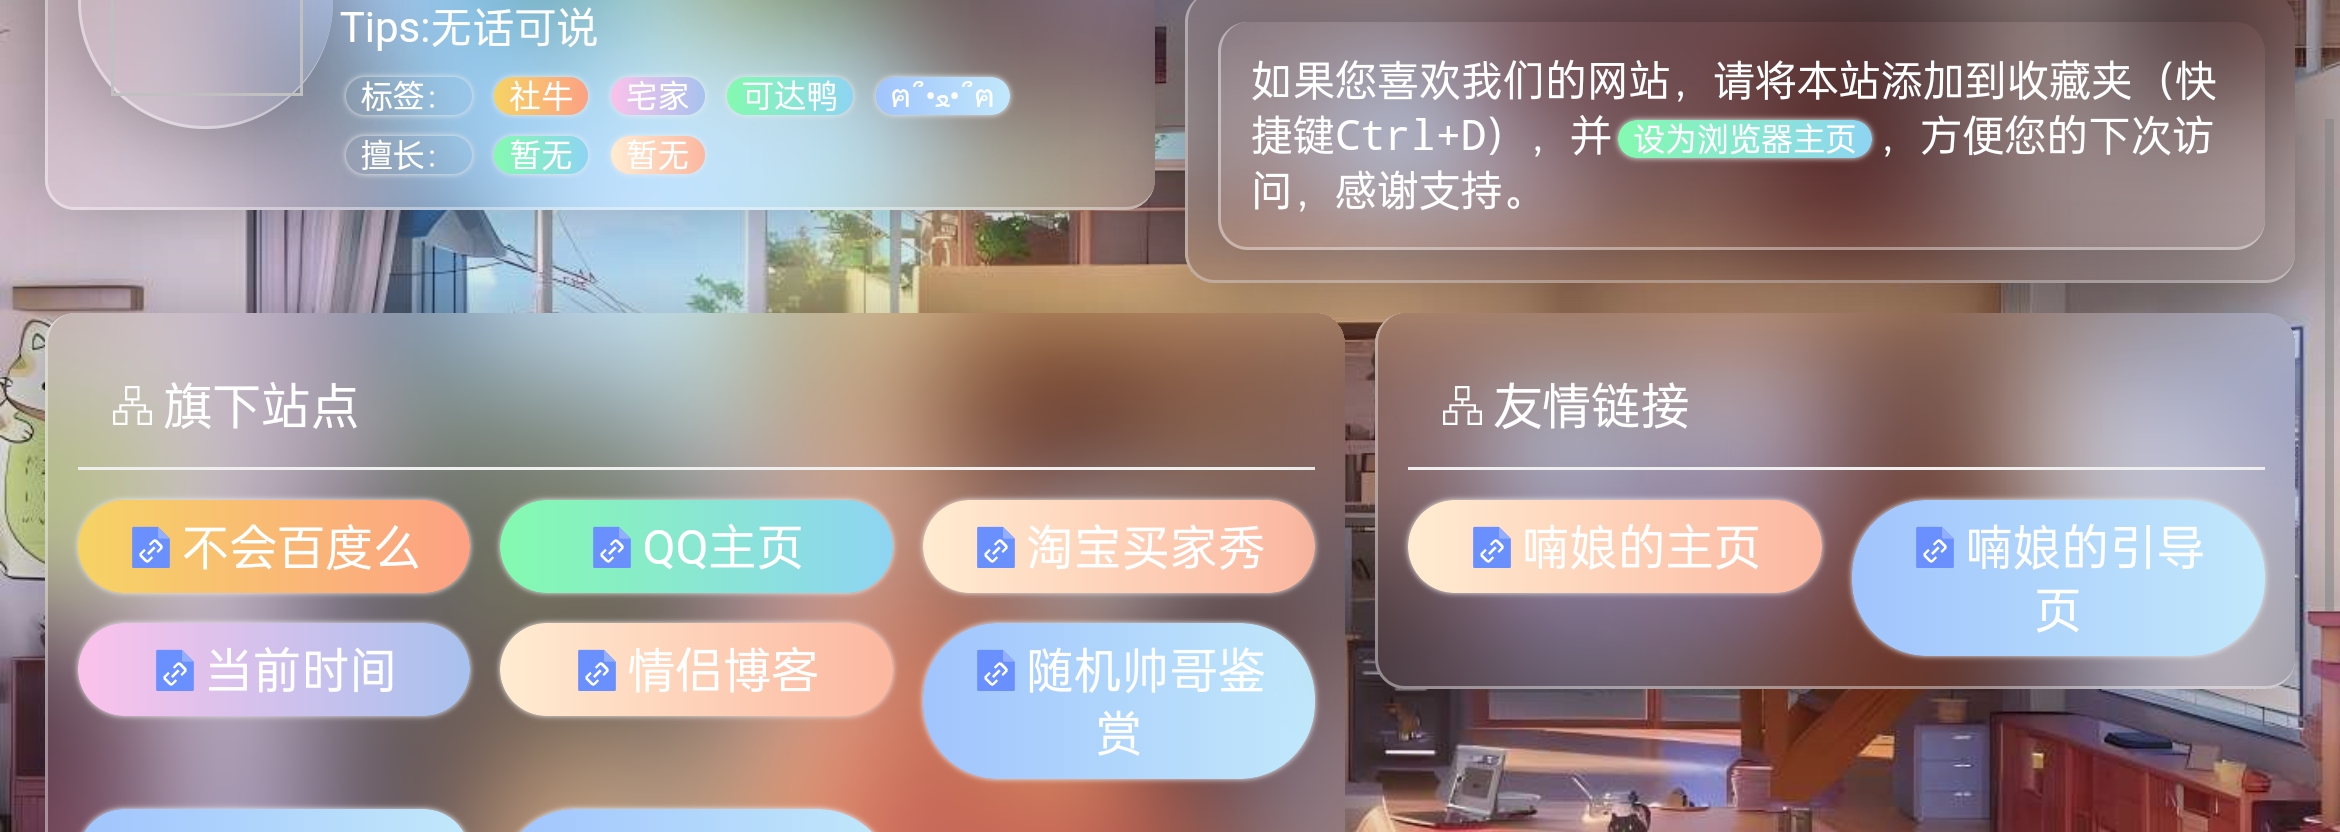 Tips:无话可说
标签： 社牛 宅家 可达鸭 ฅ՞•ﻌ•՞ฅ
擅长： 暂无 暂无
如果您喜欢我们的网站，请将本站添加到收藏夹（快
捷键Ctrl+D），并 设为浏览器主页 ，方便您的下次访
问，感谢支持。
旗下站点
不会百度么 QQ主页 淘宝买家秀
当前时间 情侣博客 随机帅哥鉴
赏
友情链接
喃娘的主页 喃娘的引导
页